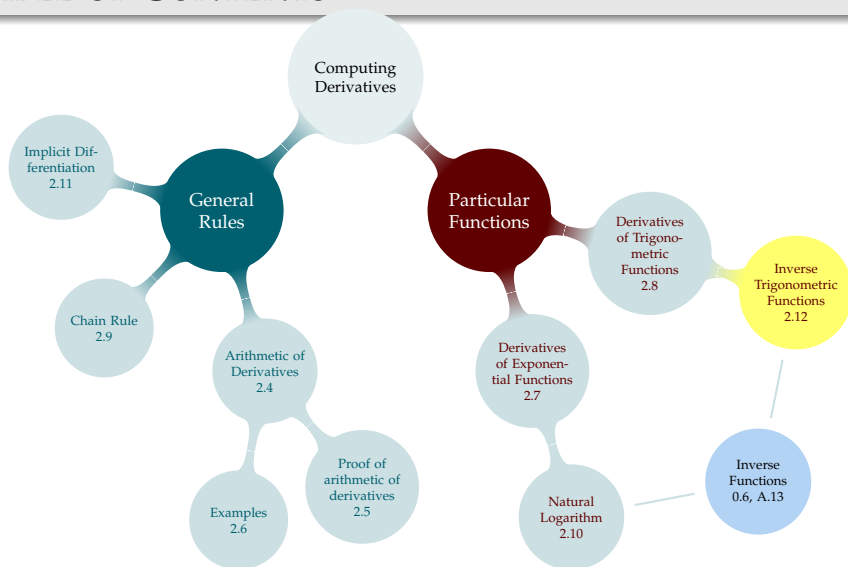 Computing
Derivatives
Implicit Dif-
ferentiation
2.11
General
Rules
Particular
Functions
Derivatives
of Trigono-
metric
Functions
2.8
Inverse
Trigonometric
Functions
2.12
Chain Rule
2.9
Arithmetic of
Derivatives
2.4
Derivatives
of Exponen-
tial Functions
2.7
Proof of
arithmetic of
derivatives
2.5
Examples
2.6
Natural
Logarithm
2.10
Inverse
Functions
0.6, A.13